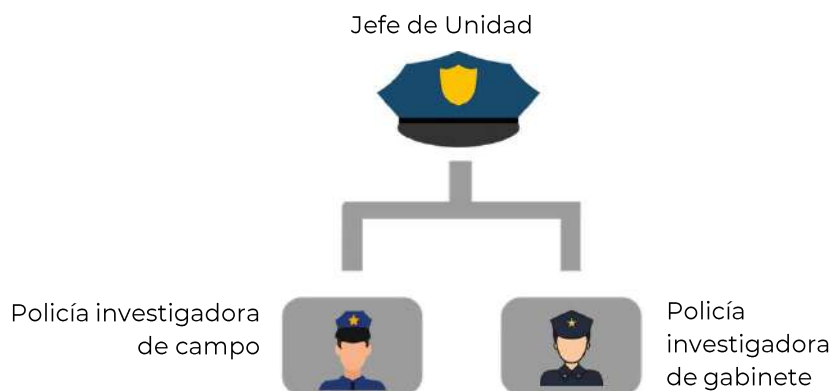 Jefe de Unidad
Policía investigadora
de campo
Policía
investigadora
de gabinete